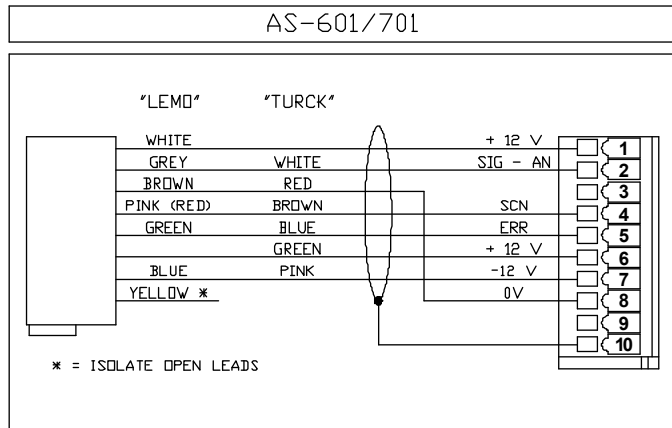 AS-601/701
"LEMO" "TURCK"
WHITE + 12 V 1
GREY WHITE SIG - AN 2
BROWN RED 3
PINK (RED) BROWN SCN 4
GREEN BLUE ERR 5
GREEN + 12 V 6
BLUE PINK -12 V 7
YELLOW * 0V 8
9
10
* = ISOLATE OPEN LEADS